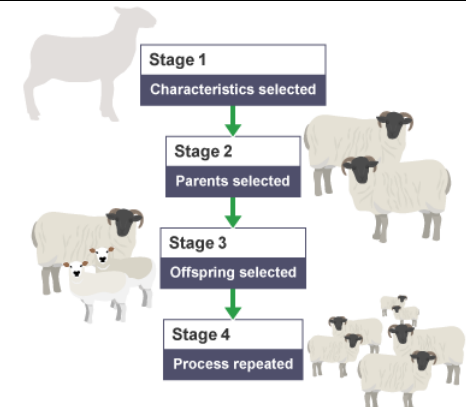 Stage 1
Characteristics selected
Stage 2
Parents selected
Stage 3
Offspring selected
Stage 4
Process repeated